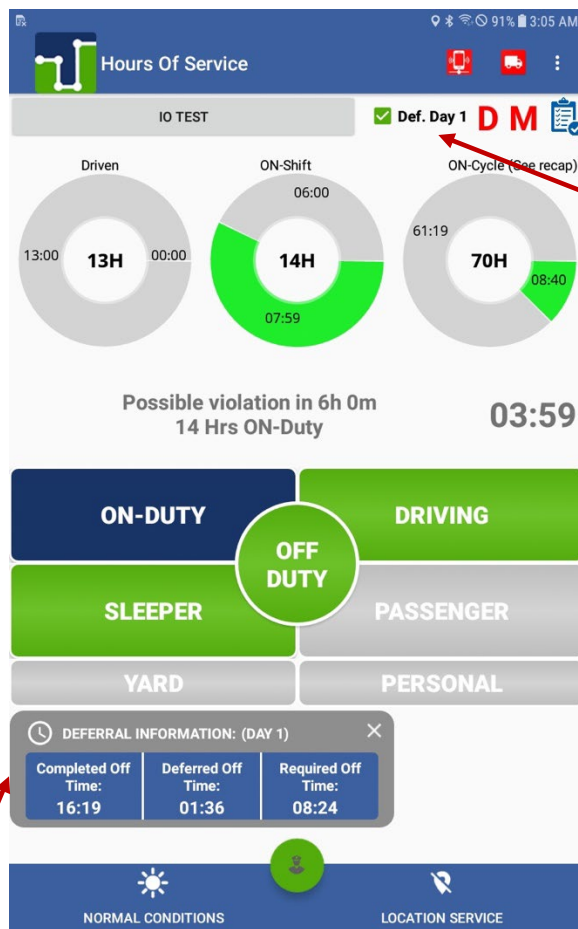 91% 3:05 AM
Hours Of Service
IO TEST
Def. Day 1 D M
Driven
ON-Shift
ON-Cycle (See recap)
13:00 13H 00:00
06:00
14H
07:59
61:19
70H
08:40
Possible violation in 6h 0m
14 Hrs ON-Duty
03:59
ON-DUTY
DRIVING
OFF
DUTY
SLEEPER
PASSENGER
YARD
PERSONAL
DEFERRAL INFORMATION: (DAY 1)
Completed Off
Time:
16:19
Deferred Off
Time:
01:36
Required Off
Time:
08:24
NORMAL CONDITIONS
LOCATION SERVICE